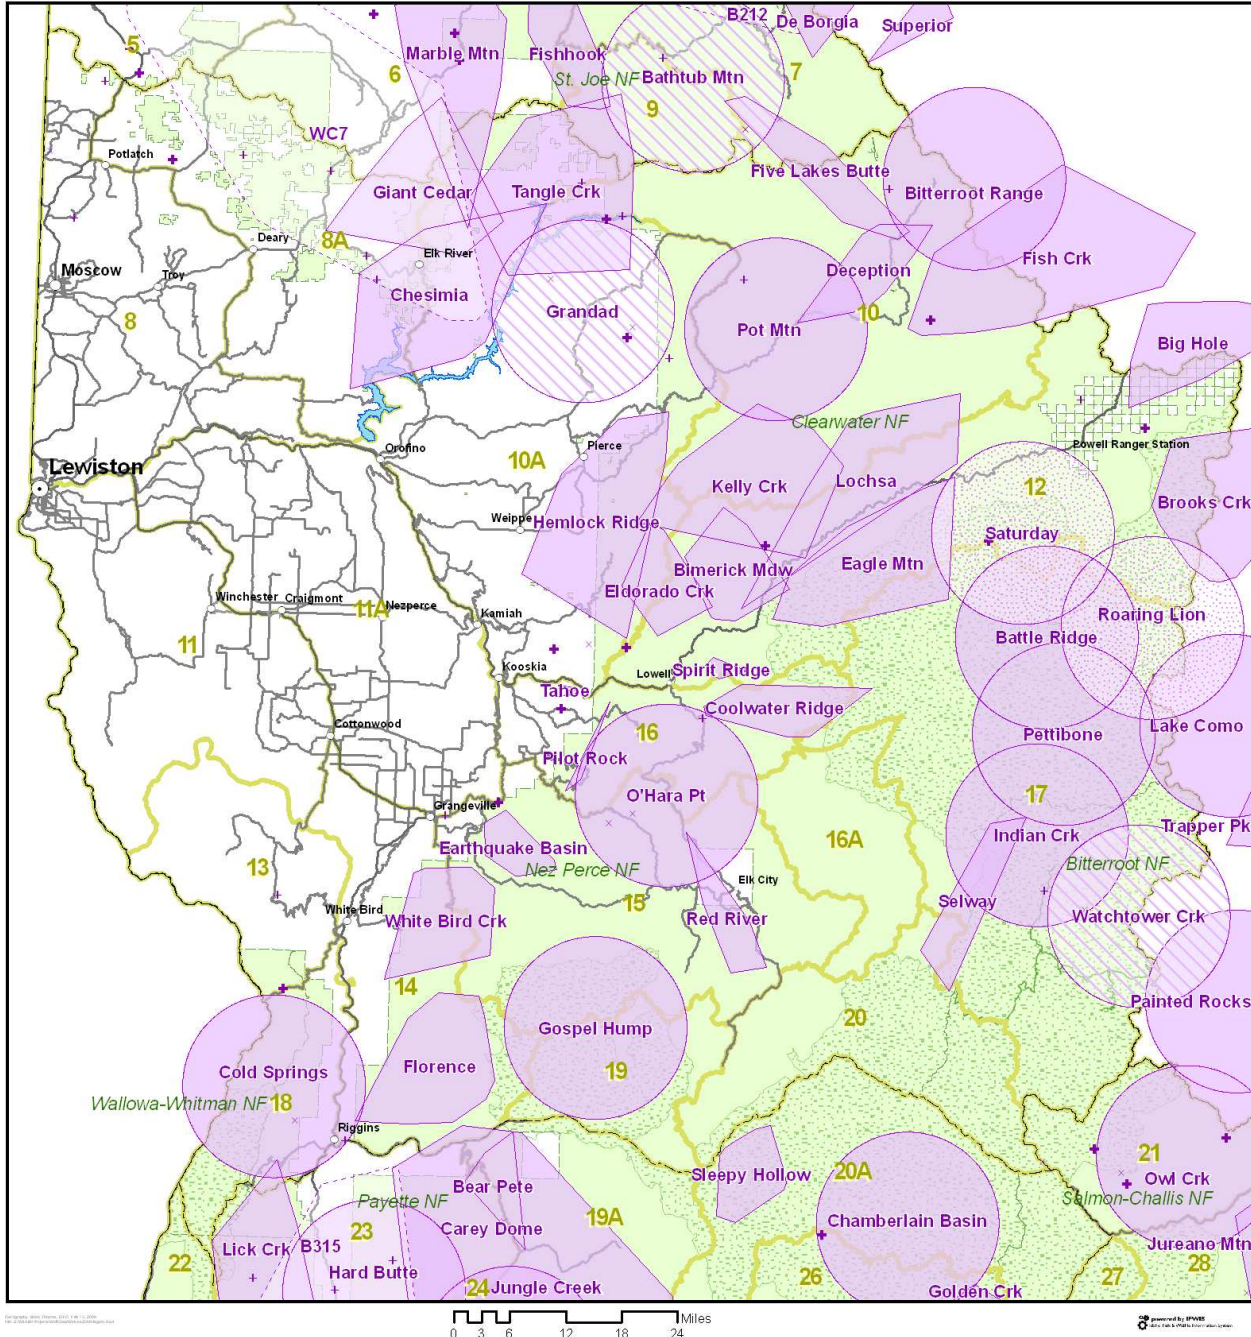 B212
De Borgia
Superior
5
Marble Mtn
Fishhook
6
St. Joe NF
Bathtub Mtn
7
9
WC7
Potlatch
Giant Cedar
Tangle Crk
Five Lakes Butte
Bitterroot Range
Deary
8A
Elk River
Fish Crk
Moscow
Troy
Deception
Chesimia
Grandad
10
8
Pot Mtn
Big Hole
Clearwater NF
Orofino
Pierce
Powell Ranger Station
Lewiston
10A
Kelly Crk
Lochsa
12
Brooks Crk
Weippe
Hemlock Ridge
Saturday
Bimerick Mdw
Eagle Mtn
Eldorado Crk
Winchester
Craigmont
11A
Nezperce
Kamiah
Roaring Lion
11
Battle Ridge
Kooskia
Lowell
Spirit Ridge
Tahoe
Coolwater Ridge
Cottonwood
16
Lake Como
Pettibone
Pilot Rock
O'Hara Pt
17
Grangeville
Trapper Pk
Indian Crk
16A
Earthquake Basin
Nez Perce NF
Bitterroot NF
13
Elk City
Selway
15
White Bird
White Bird Crk
Red River
Watchtower Crk
14
Painted Rocks
20
Gospel Hump
Cold Springs
Florence
19
Wallowa-Whitman NF
18
Riggins
21
Sleepy Hollow
20A
Owl Crk
Bear Pete
Payette NF
Salmon-Challis NF
19A
Chamberlain Basin
Carey Dome
23
Lick Crk
B315
Jureano Mtn
22
Hard Butte
24
Jungle Creek
26
Golden Crk
27
28
Miles
0 3 6 12 18 24
powered by IFWIS